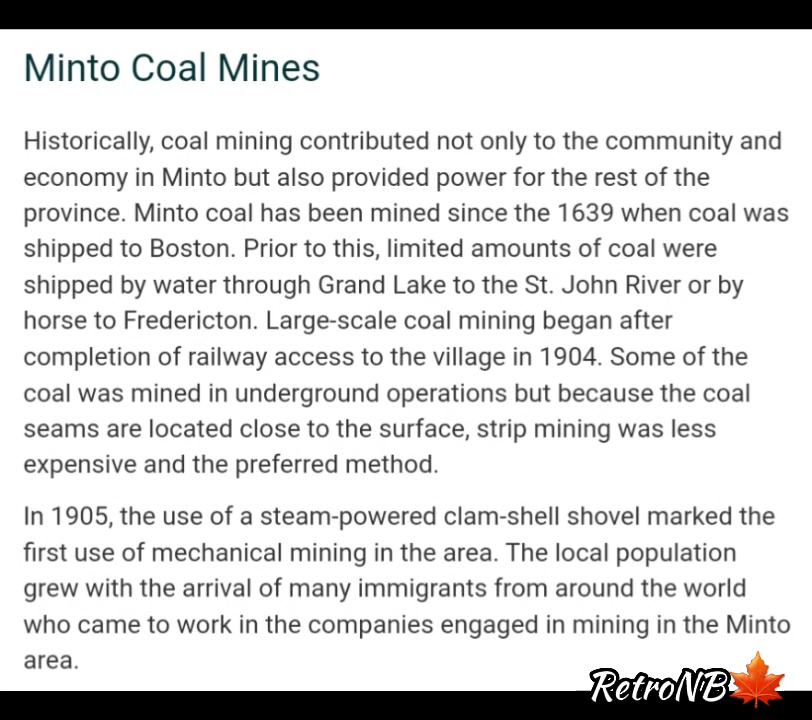 Minto Coal Mines
Historically, coal mining contributed not only to the community and
economy in Minto but also provided power for the rest of the
province. Minto coal has been mined since the 1639 when coal was
shipped to Boston. Prior to this, limited amounts of coal were
shipped by water through Grand Lake to the St. John River or by
horse to Fredericton. Large-scale coal mining began after
completion of railway access to the village in 1904. Some of the
coal was mined in underground operations but because the coal
seams are located close to the surface, strip mining was less
expensive and the preferred method.
In 1905, the use of a steam-powered clam-shell shovel marked the
first use of mechanical mining in the area. The local population
grew with the arrival of many immigrants from around the world
who came to work in the companies engaged in mining in the Minto
area.
RetroNB